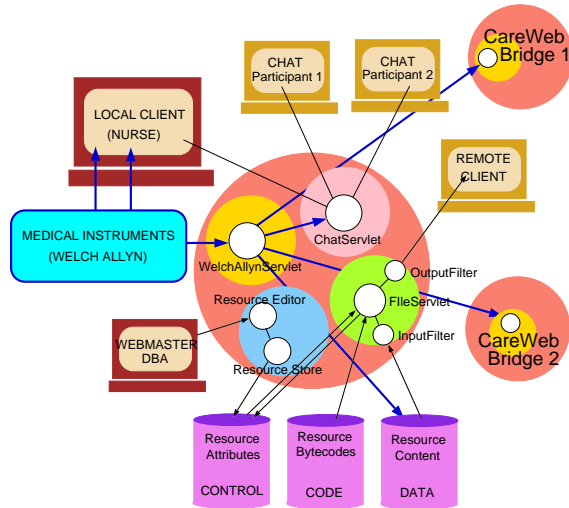 CareWeb
Bridge 1
CHAT
Participant 1
CHAT
Participant 2
LOCAL CLIENT
(NURSE)
REMOTE
CLIENT
MEDICAL INSTRUMENTS
(WELCH ALLYN)
ChatServlet
WelchAllynServlet
OutputFilter
FIleServlet
InputFilter
Resource Editor
Resource Store
WEBMASTER
DBA
CareWeb
Bridge 2
Resource
Attributes
CONTROL
Resource
Bytecodes
CODE
Resource
Content
DATA